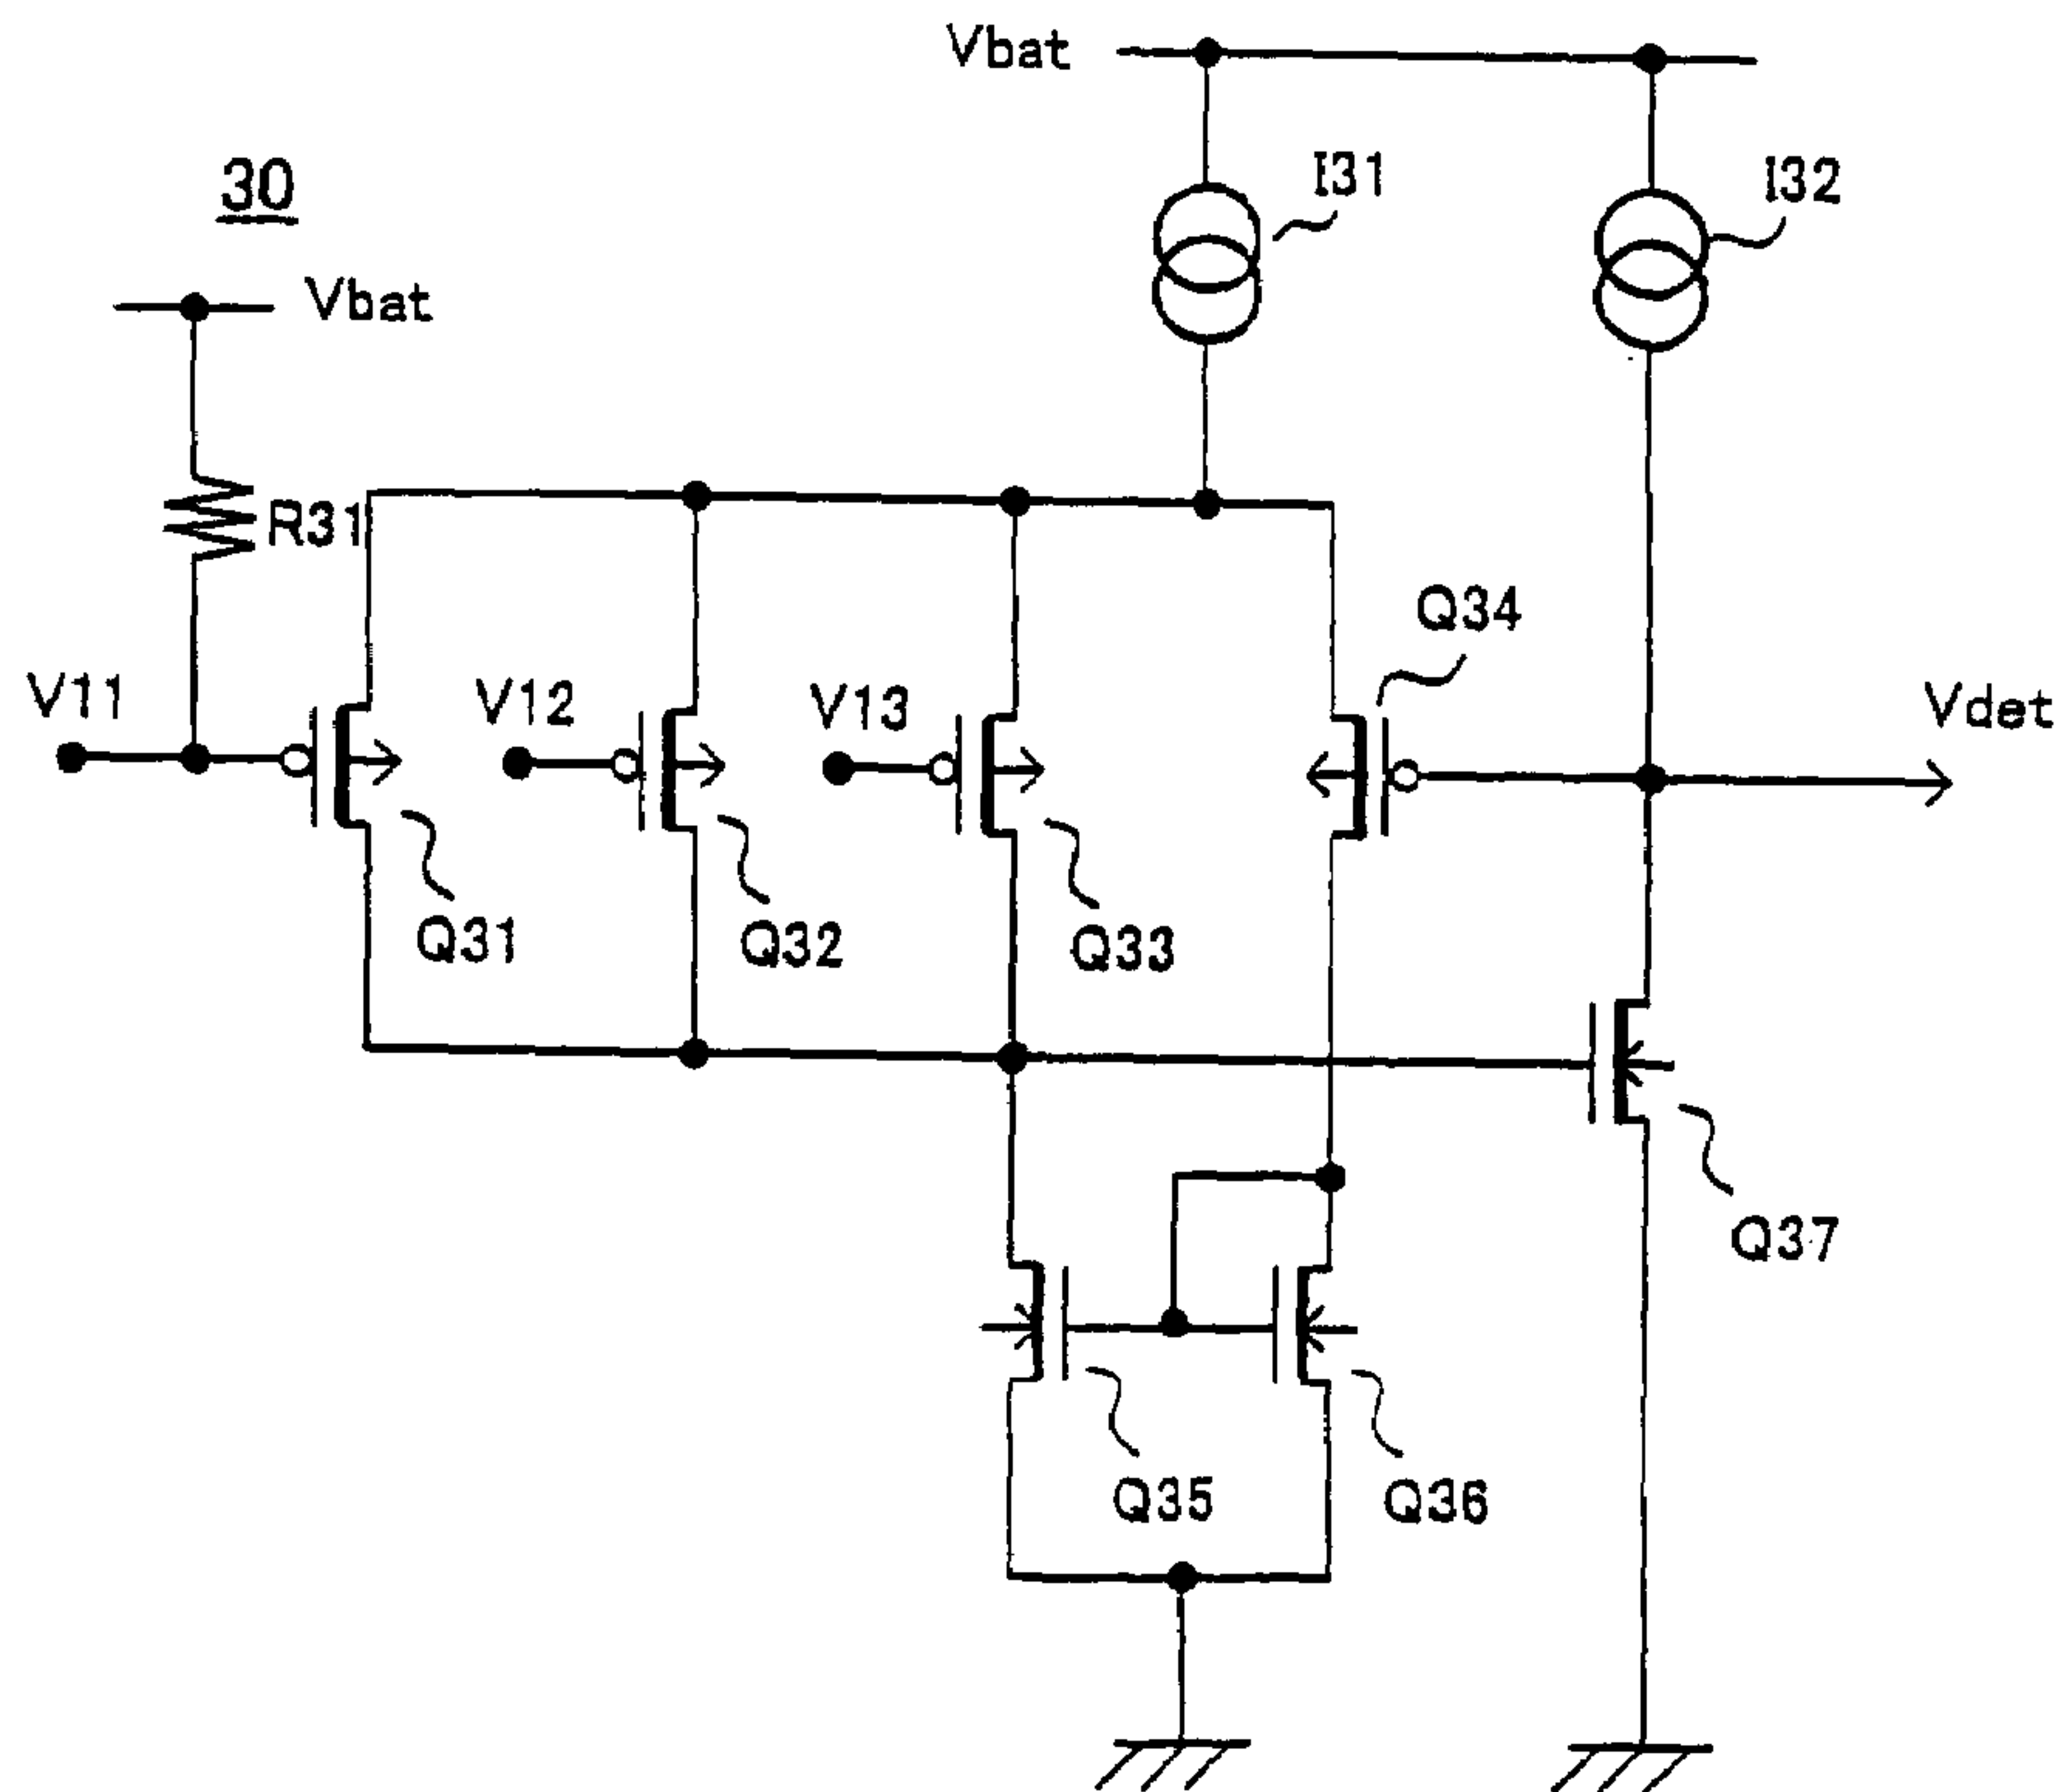 Vbat
I31
I32
30
Vbat
R31
Q34
V11
V12
V13
Vdet
Q31
Q32
Q33
Q37
Q35
Q36